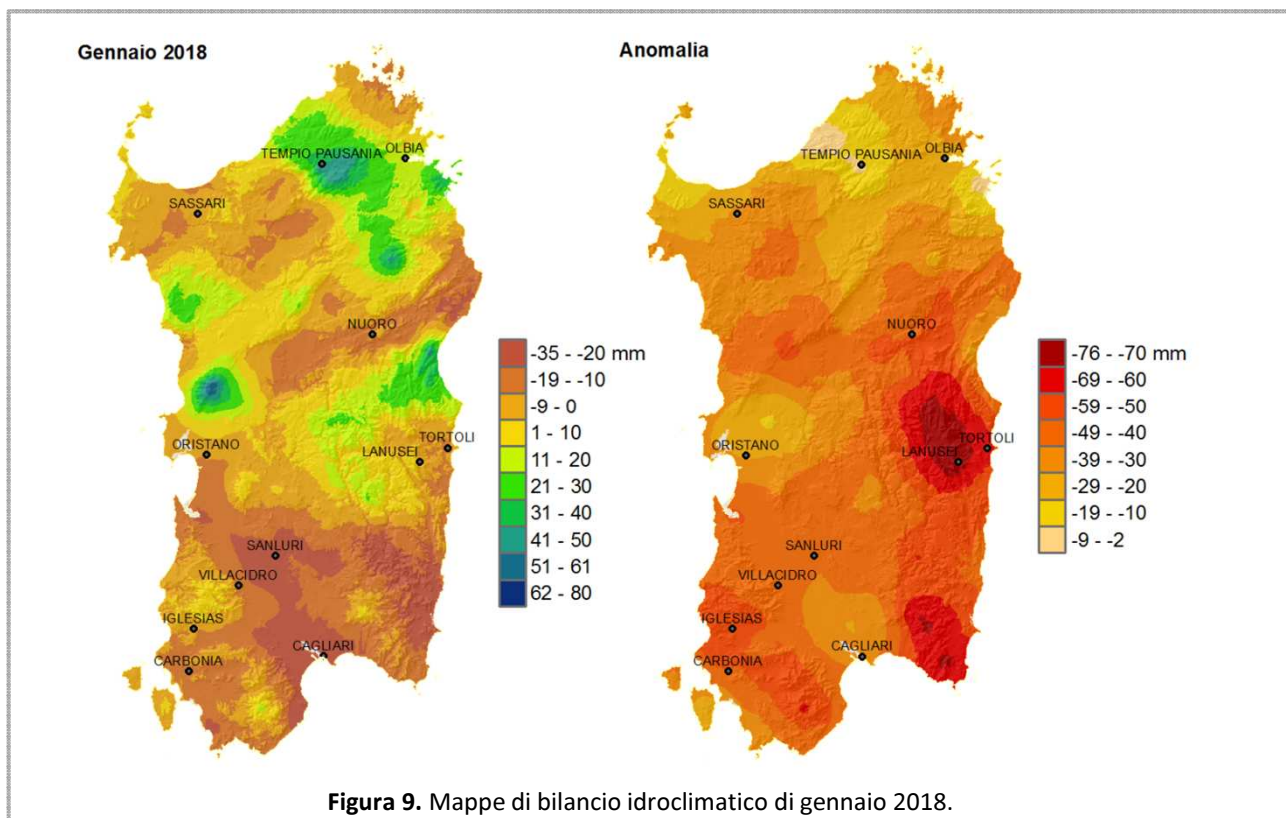 Gennaio 2018
TEMPIO PAUSANIA
OLBIA
SASSARI
NUORO
ORISTANO
TORTOLI
LANUSEI
SANLURI
VILLACIDRO
IGLESIAS
CAGLIARI
CARBONIA
-35 - -20 mm
-19 - -10
-9 - 0
1 - 10
11 - 20
21 - 30
31 - 40
41 - 50
51 - 61
62 - 80
Anomalia
TEMPIO PAUSANIA
OLBIA
SASSARI
NUORO
ORISTANO
TORTOLI
LANUSEI
SANLURI
VILLACIDRO
IGLESIAS
CAGLIARI
CARBONIA
-76 - -70 mm
-69 - -60
-59 - -50
-49 - -40
-39 - -30
-29 - -20
-19 - -10
-9 - -2
Figura 9. Mappe di bilancio idroclimatico di gennaio 2018.